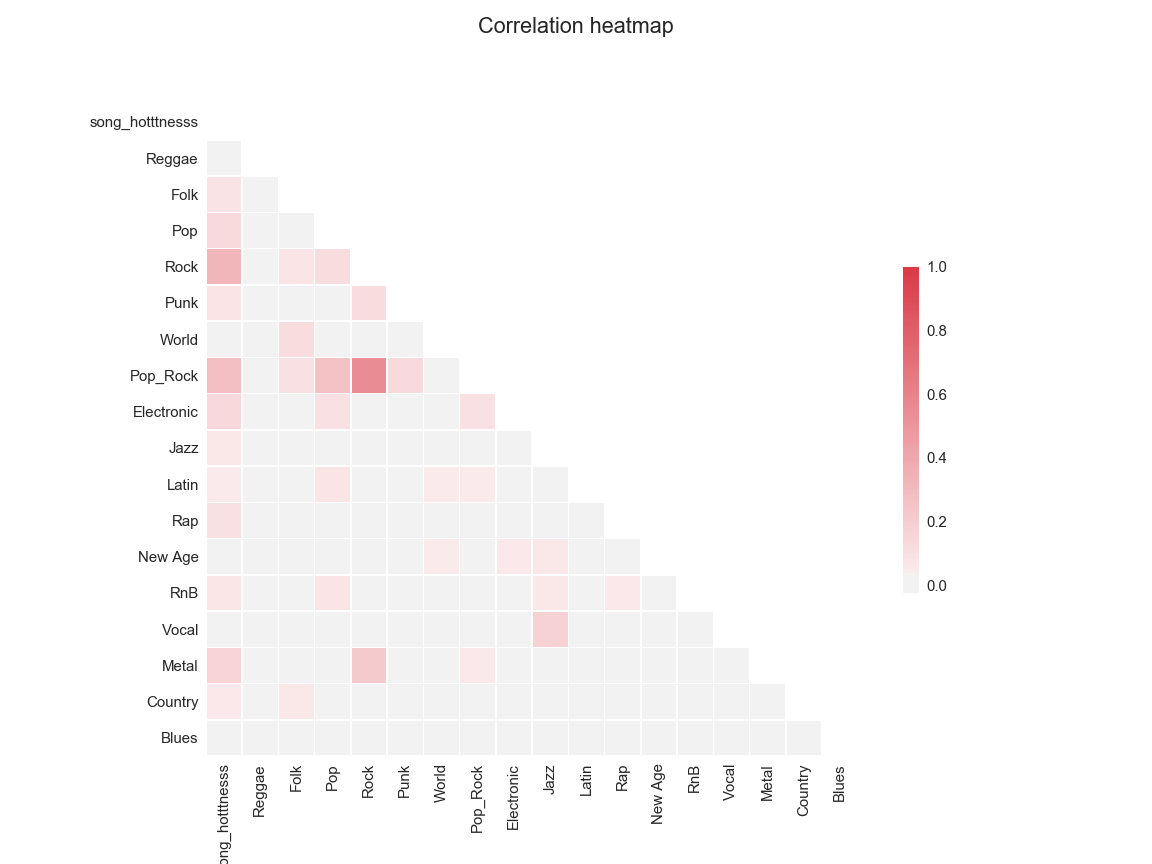 Correlation heatmap
song_hotttnesss
Reggae
Folk
Pop
Rock
Punk
World
Pop_Rock
Electronic
Jazz
Latin
Rap
New Age
RnB
Vocal
Metal
Country
Blues
1.0
0.8
0.6
0.4
0.2
0.0
ong_hotttnesss
Reggae
Folk
Pop
Rock
Punk
World
Pop_Rock
Electronic
Jazz
Latin
Rap
New Age
RnB
Vocal
Metal
Country
Blues